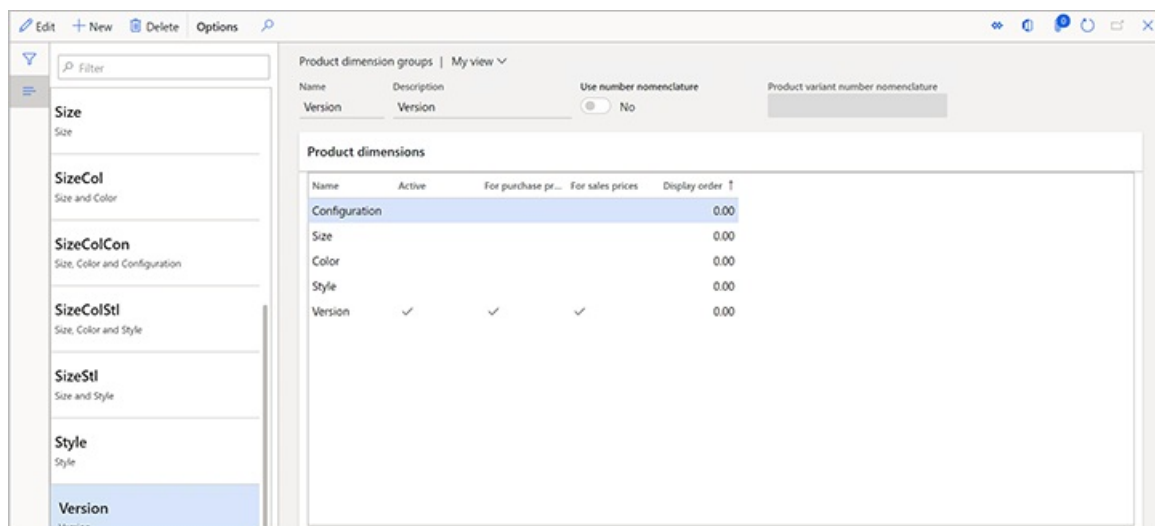 Edit New Delete Options
0
Filter
Size
Size
SizeCol
Size and Color
SizeColCon
Size, Color and Configuration
SizeColStl
Size, Color and Style
SizeStl
Size and Style
Style
Style
Version
Product dimension groups | My view
Name Description Use number nomenclature Product variant number nomenclature
Version Version No
Product dimensions
Name Active For purchase pr... For sales prices Display order ↑
Configuration 0.00
Size 0.00
Color 0.00
Style 0.00
Version ✓ ✓ ✓ 0.00